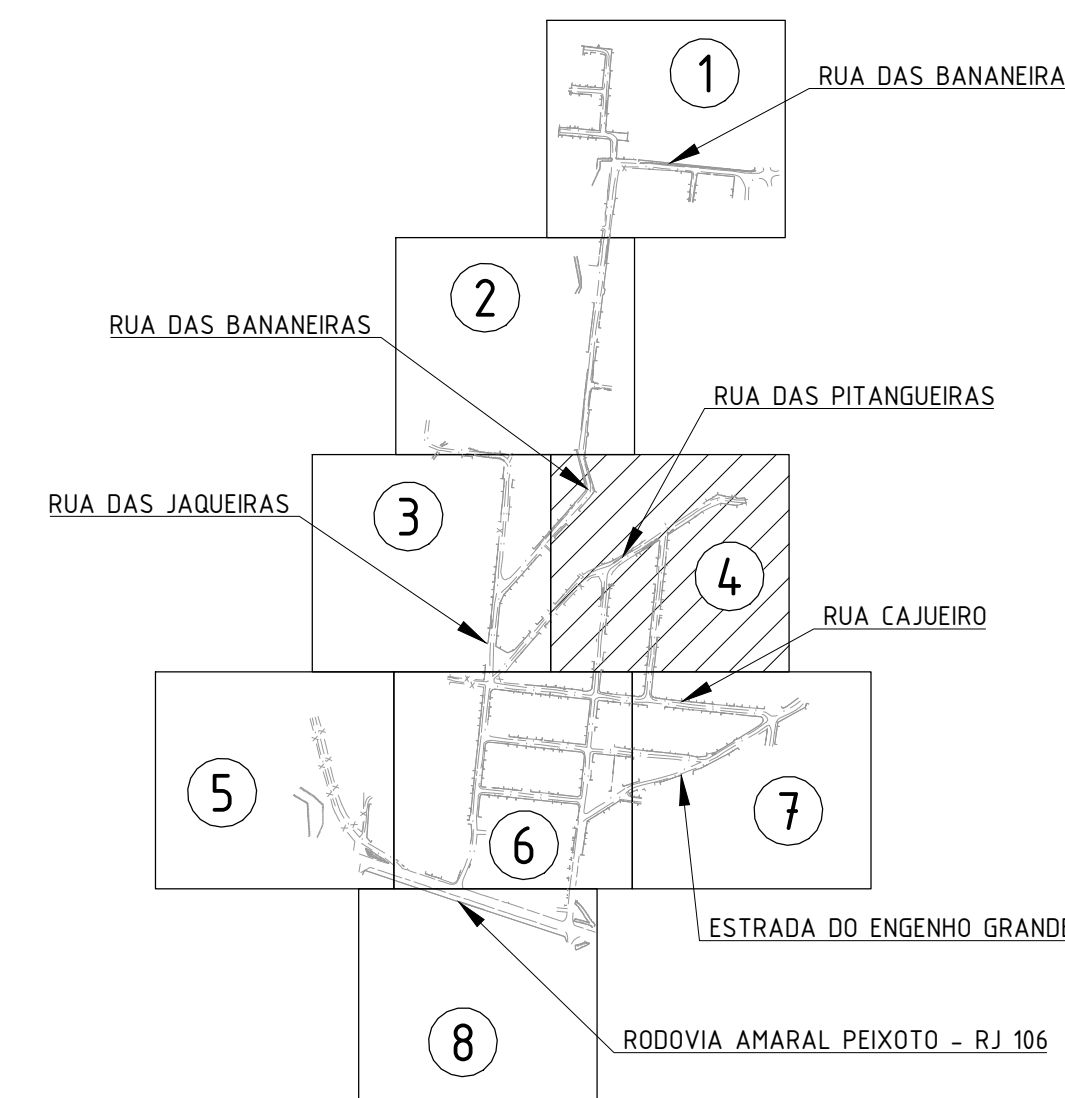 1
RUA DAS BANANEIRA
2
RUA DAS BANANEIRAS
RUA DAS PITANGUEIRAS
RUA DAS JAQUEIRAS
3
4
RUA CAJUEIRO
5
6
7
ESTRADA DO ENGENHO GRANDE
RODOVIA AMARAL PEIXOTO - RJ 106
8